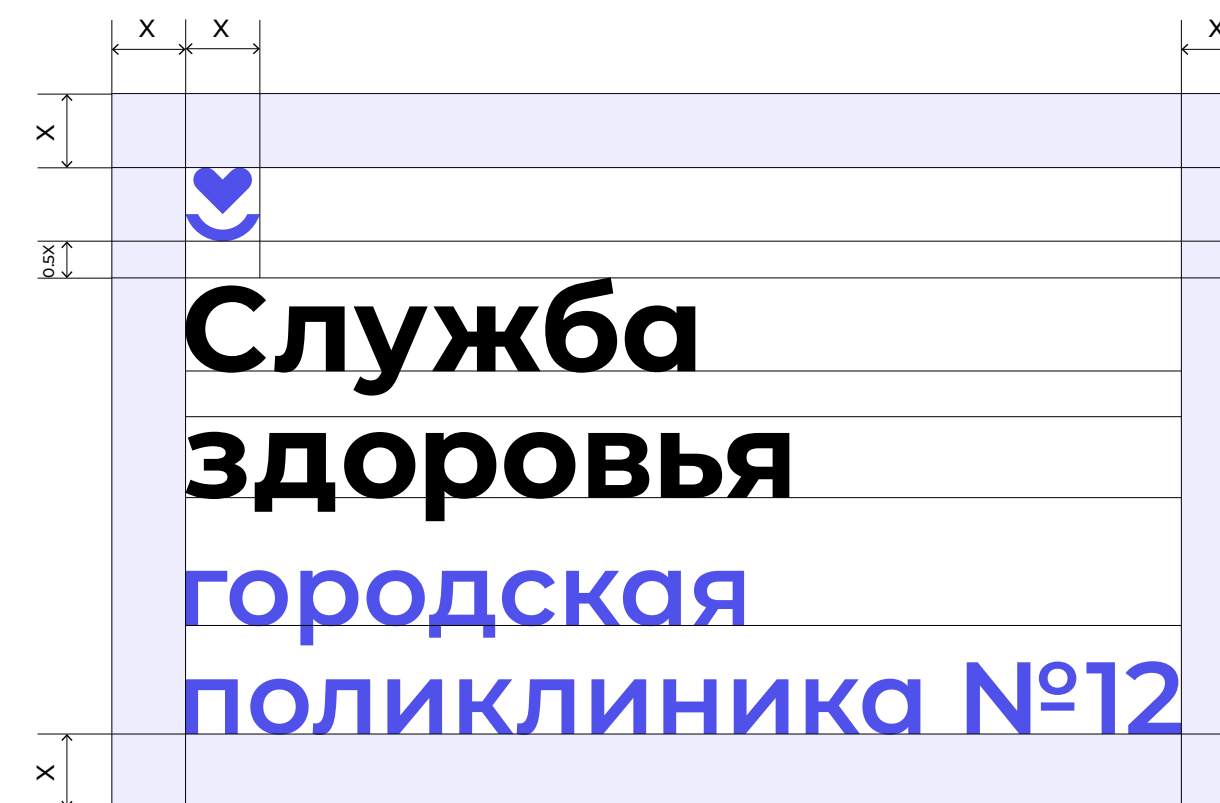 X X X
X
0.5X
Служба
здоровья
городская
поликлиника №12
X